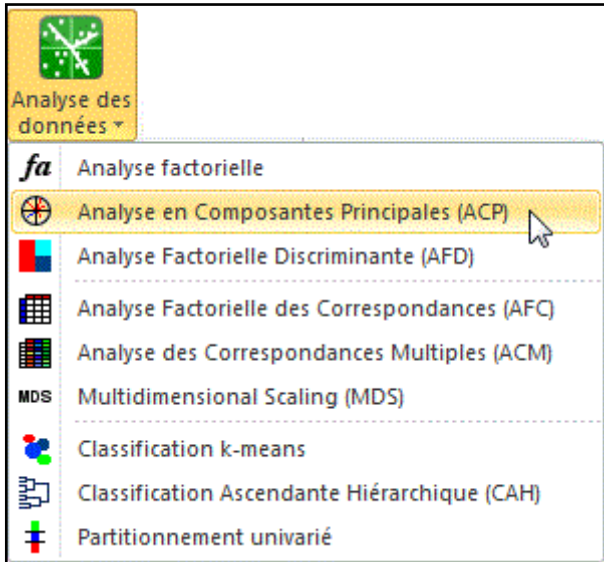 Analyse des
données
fa Analyse factorielle
Analyse en Composantes Principales (ACP)
Analyse Factorielle Discriminante (AFD)
Analyse Factorielle des Correspondances (AFC)
Analyse des Correspondances Multiples (ACM)
MDS Multidimensional Scaling (MDS)
Classification k-means
Classification Ascendante Hiérarchique (CAH)
Partitionnement univarié